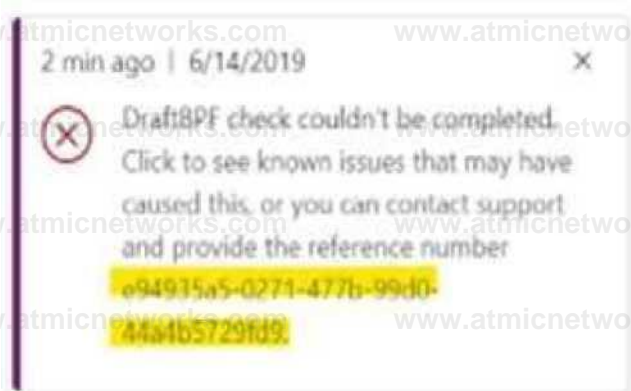 2 min ago | 6/14/2019
DraftBPF check couldn't be completed.
Click to see known issues that may have
caused this, or you can contact support
and provide the reference number
e94935a5-0271-477b-99d0-
44a4b5729fd9.
www.atmicnetworks.com
www.atmicnetwo